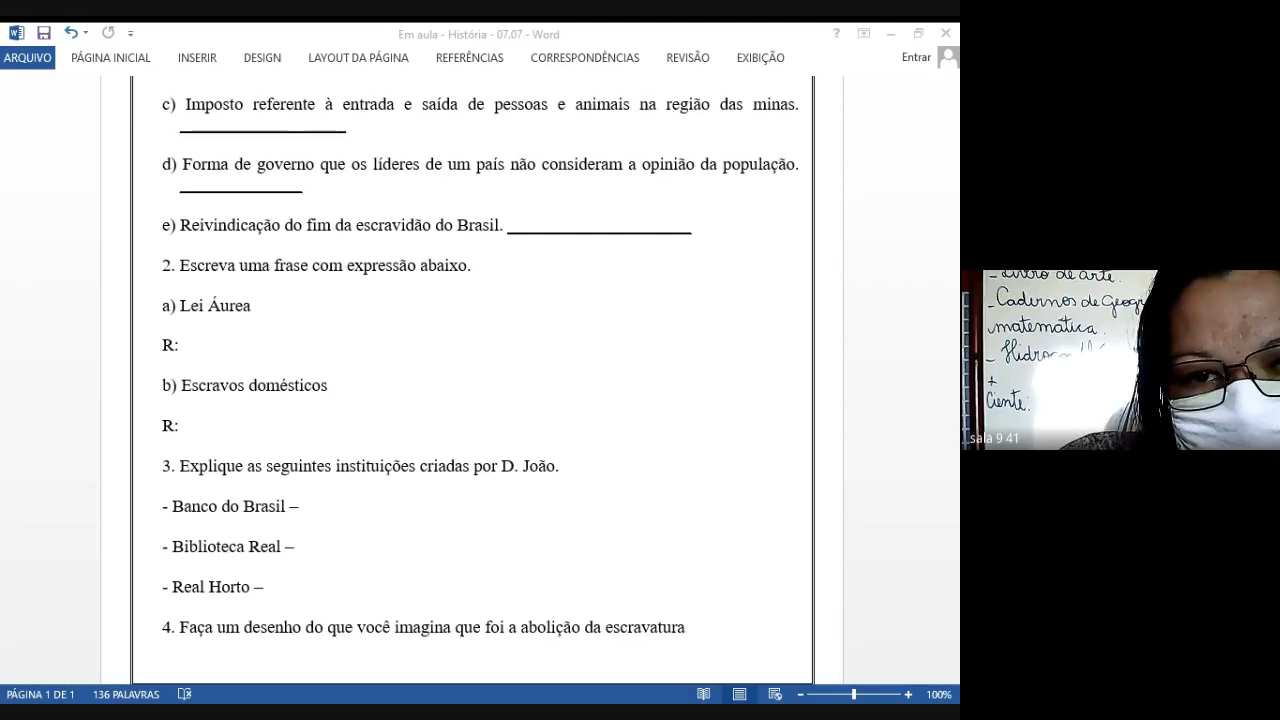 Em aula - História - 07.07 - Word
ARQUIVO PÁGINA INICIAL INSERIR DESIGN LAYOUT DA PÁGINA REFERÊNCIAS CORRESPONDÊNCIAS REVISÃO EXIBIÇÃO Entrar
c) Imposto referente à entrada e saída de pessoas e animais na região das minas.
d) Forma de governo que os líderes de um país não consideram a opinião da população.
e) Reivindicação do fim da escravidão do Brasil.
2. Escreva uma frase com expressão abaixo.
a) Lei Áurea
R:
b) Escravos domésticos
R:
3. Explique as seguintes instituições criadas por D. João.
- Banco do Brasil –
- Biblioteca Real –
- Real Horto –
4. Faça um desenho do que você imagina que foi a abolição da escravatura
PÁGINA 1 DE 1 136 PALAVRAS 100%
- Livro de arte.
- Cadernos de Geogr
matemática.
+
Ciente:
sala 9 41